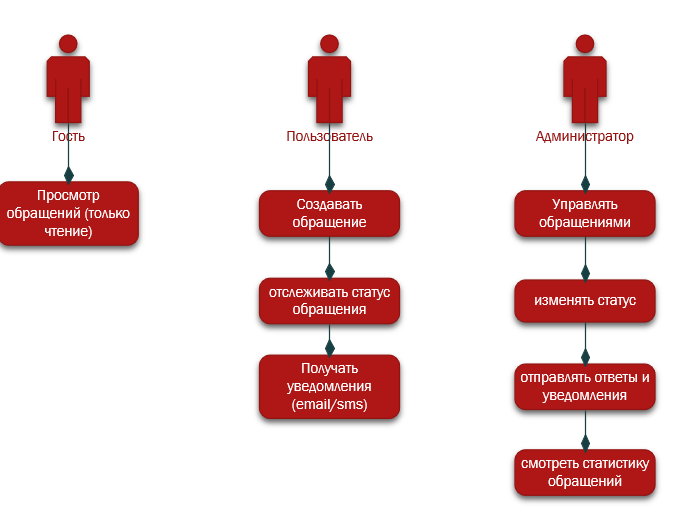 Гость
Пользователь
Администратор
Просмотр
обращений (только
чтение)
Создавать
обращение
Управлять
обращениями
отслеживать статус
обращения
изменять статус
Получать
уведомления
(email/sms)
отправлять ответы и
уведомления
смотреть статистику
обращений